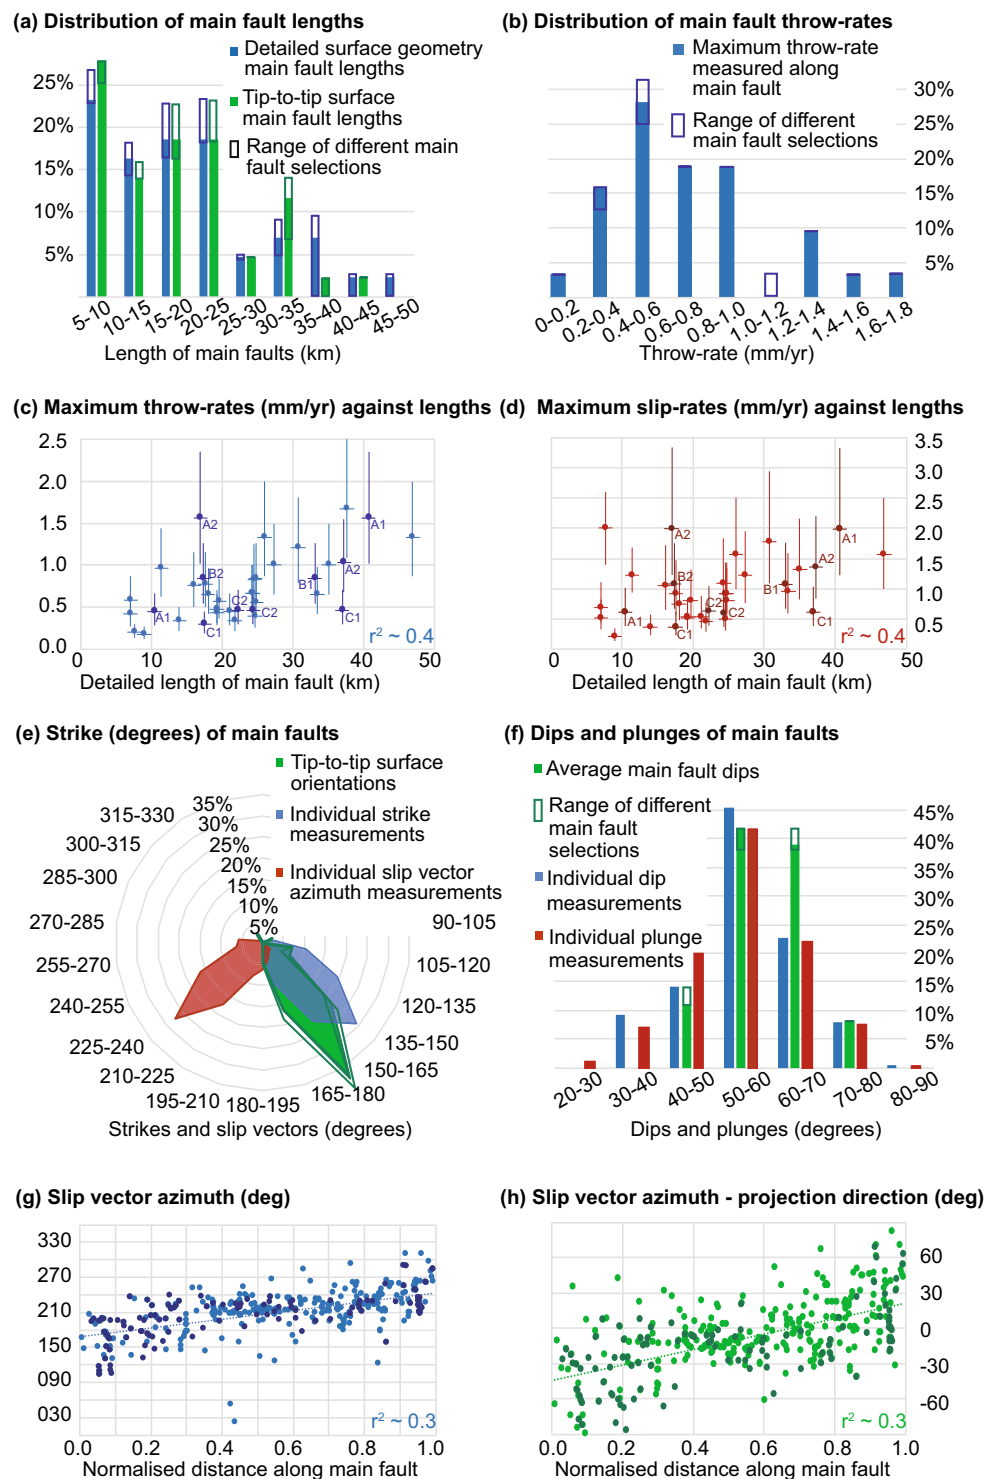 (a) Distribution of main fault lengths
Detailed surface geometry
main fault lengths
Tip-to-tip surface
main fault lengths
Range of different main
fault selections
25%
20%
15%
10%
5%
5-10
10-15
15-20
20-25
25-30
30-35
35-40
40-45
45-50
Length of main faults (km)
(b) Distribution of main fault throw-rates
Maximum throw-rate
measured along
main fault
Range of different
main fault selections
30%
25%
20%
15%
10%
5%
0-0.2
0.2-0.4
0.4-0.6
0.6-0.8
0.8-1.0
1.0-1.2
1.2-1.4
1.4-1.6
1.6-1.8
Throw-rate (mm/yr)
(c) Maximum throw-rates (mm/yr) against lengths
2.5
2.0
1.5
1.0
0.5
0.0
A2
A1
B2
B1
A2
C2
C2
A1
C1
C1
r² ~ 0.4
0
10
20
30
40
50
Detailed length of main fault (km)
(d) Maximum slip-rates (mm/yr) against lengths
3.5
3.0
2.5
2.0
1.5
1.0
0.5
A2
A1
A2
B2
B1
C2
C2
A1
C1
C1
r² ~ 0.4
0
10
20
30
40
50
Detailed length of main fault (km)
(e) Strike (degrees) of main faults
Tip-to-tip surface
orientations
Individual strike
measurements
Individual slip vector
azimuth measurements
35%
30%
25%
20%
15%
10%
5%
315-330
300-315
285-300
270-285
255-270
240-255
225-240
210-225
195-210
180-195
165-180
150-165
135-150
120-135
105-120
90-105
Strikes and slip vectors (degrees)
(f) Dips and plunges of main faults
Average main fault dips
Range of different
main fault
selections
Individual dip
measurements
Individual plunge
measurements
45%
40%
35%
30%
25%
20%
15%
10%
5%
20-30
30-40
40-50
50-60
60-70
70-80
80-90
Dips and plunges (degrees)
(g) Slip vector azimuth (deg)
330
270
210
150
090
030
r² ~ 0.3
0.0
0.2
0.4
0.6
0.8
1.0
Normalised distance along main fault
(h) Slip vector azimuth - projection direction (deg)
60
30
0
-30
-60
r² ~ 0.3
0.0
0.2
0.4
0.6
0.8
1.0
Normalised distance along main fault